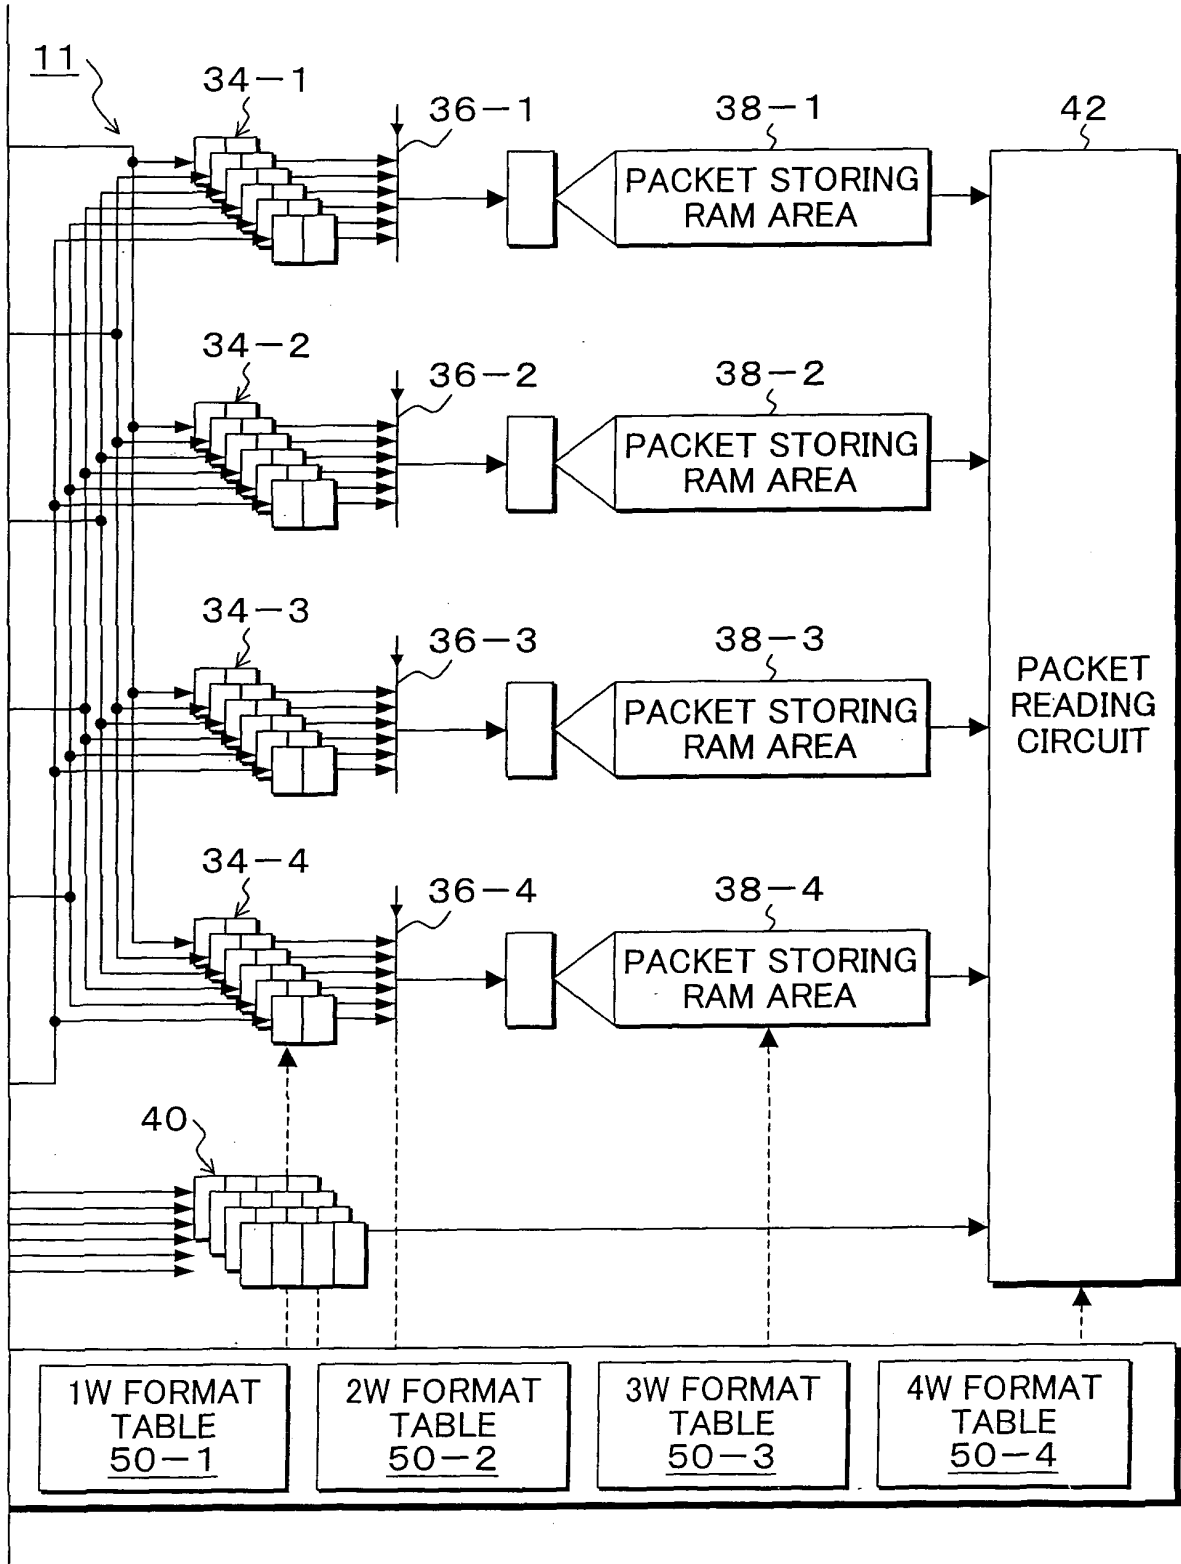 11
34-1
36-1
38-1
42
PACKET STORING
RAM AREA
34-2
36-2
38-2
PACKET STORING
RAM AREA
34-3
36-3
38-3
PACKET STORING
RAM AREA
PACKET
READING
CIRCUIT
34-4
36-4
38-4
PACKET STORING
RAM AREA
40
1W FORMAT
TABLE
50-1
2W FORMAT
TABLE
50-2
3W FORMAT
TABLE
50-3
4W FORMAT
TABLE
50-4